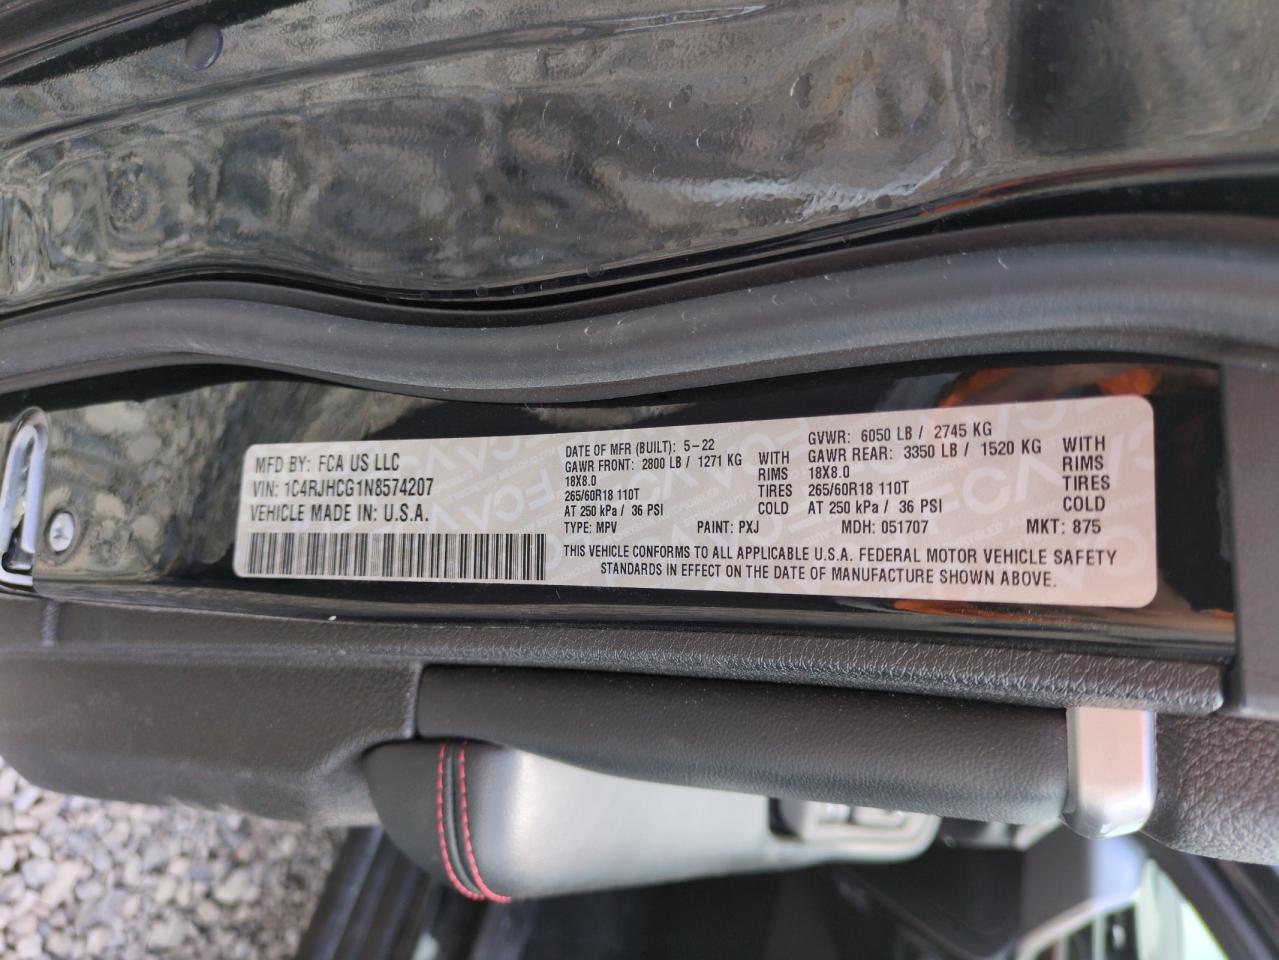 MFD BY: FCA US LLC
VIN: 1C4RJHCG1N8574207
VEHICLE MADE IN: U.S.A.
DATE OF MFR (BUILT): 5-22
GVWR: 6050 LB / 2745 KG
GAWR FRONT: 2800 LB / 1271 KG WITH
18X8.0 RIMS
265/60R18 110T TIRES
AT 250 kPa / 36 PSI COLD
GAWR REAR: 3350 LB / 1520 KG WITH
18X8.0 RIMS
265/60R18 110T TIRES
AT 250 kPa / 36 PSI COLD
TYPE: MPV PAINT: PXJ MDH: 051707 MKT: 875
THIS VEHICLE CONFORMS TO ALL APPLICABLE U.S.A. FEDERAL MOTOR VEHICLE SAFETY
STANDARDS IN EFFECT ON THE DATE OF MANUFACTURE SHOWN ABOVE.